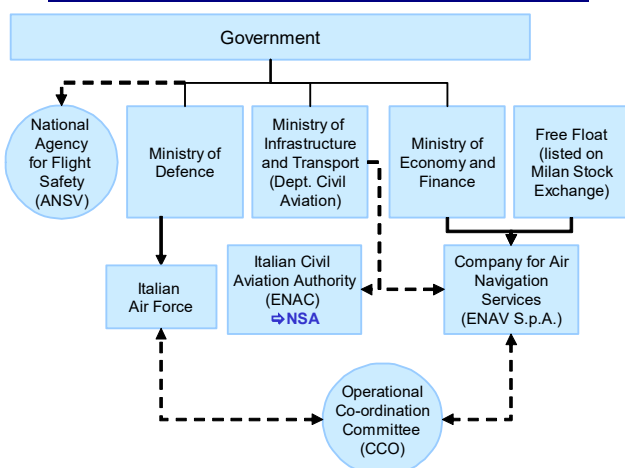 Government
National
Agency
for Flight
Safety
(ANSV)
Ministry of
Defence
Ministry of
Infrastructure
and Transport
(Dept. Civil
Aviation)
Ministry of
Economy and
Finance
Free Float
(listed on
Milan Stock
Exchange)
Italian
Air Force
Italian Civil
Aviation Authority
(ENAC)
⇨NSA
Company for Air
Navigation
Services
(ENAV S.p.A.)
Operational
Co-ordination
Committee
(CCO)